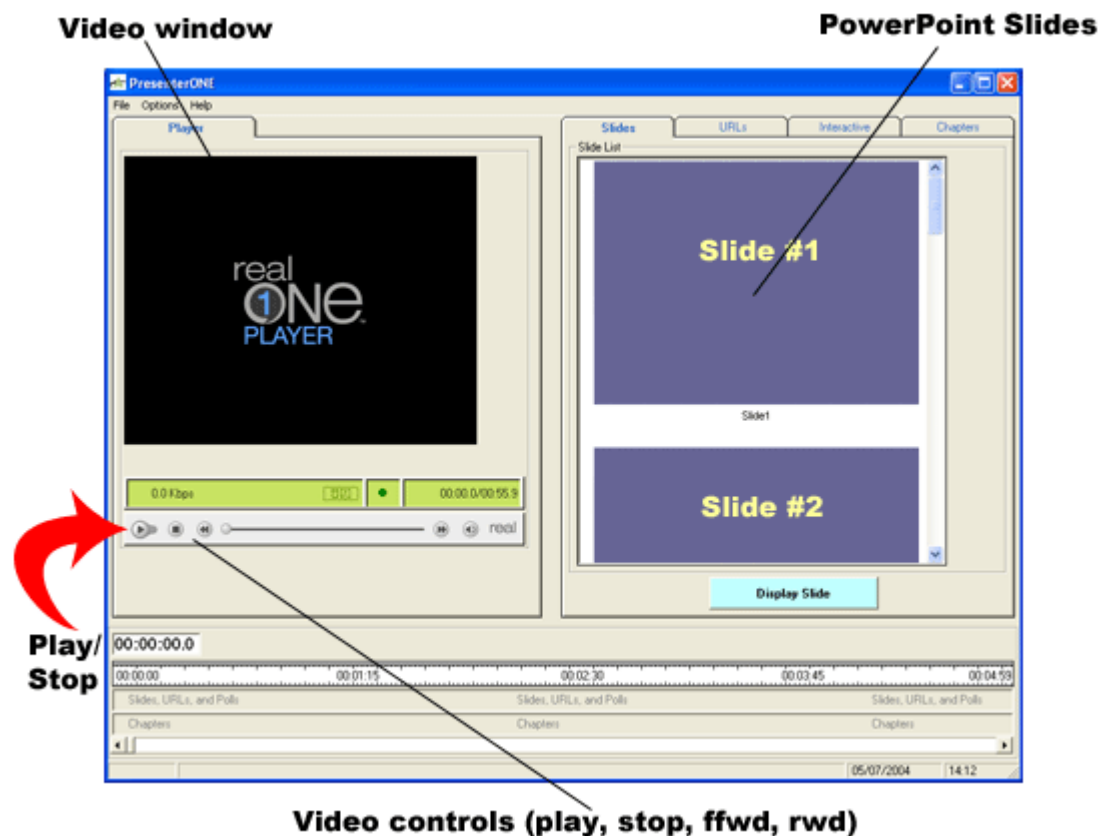 Video window
PowerPoint Slides
PresenterONE
File Options Help
Player
Slides URLs Interactive Chapters
Slide List
real
ONE
1
PLAYER
Slide #1
Slide1
Slide #2
0.0 Kbps
00:00.0/00:55.9
real
Display Slide
Play/
Stop
00:00:00.0
00:00:00 00:01:15 00:02:30 00:03:45 00:04:59
Slides, URLs, and Polls Slides, URLs, and Polls Slides, URLs, and Polls
Chapters Chapters Chapters
05/07/2004 14:12
Video controls (play, stop, ffwd, rwd)